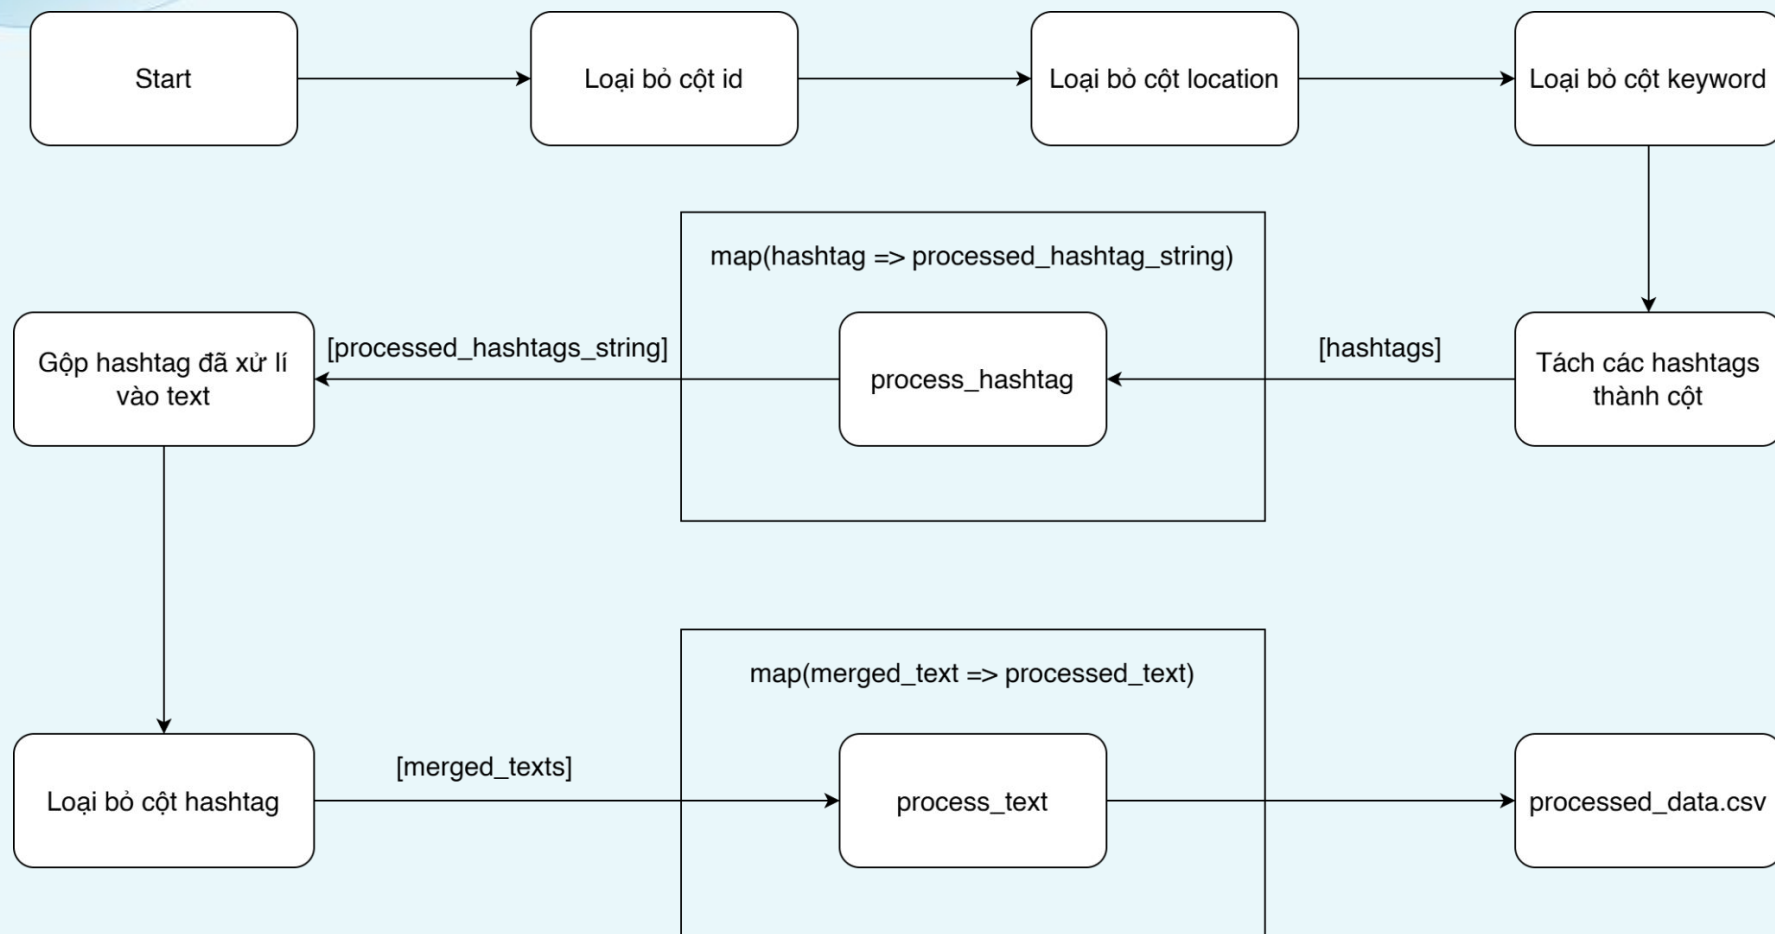 Start
Loại bỏ cột id
Loại bỏ cột location
Loại bỏ cột keyword
map(hashtag => processed_hashtag_string)
Tách các hashtags
thành cột
[hashtags]
process_hashtag
[processed_hashtags_string]
Gộp hashtag đã xử lí
vào text
Loại bỏ cột hashtag
[merged_texts]
map(merged_text => processed_text)
process_text
processed_data.csv